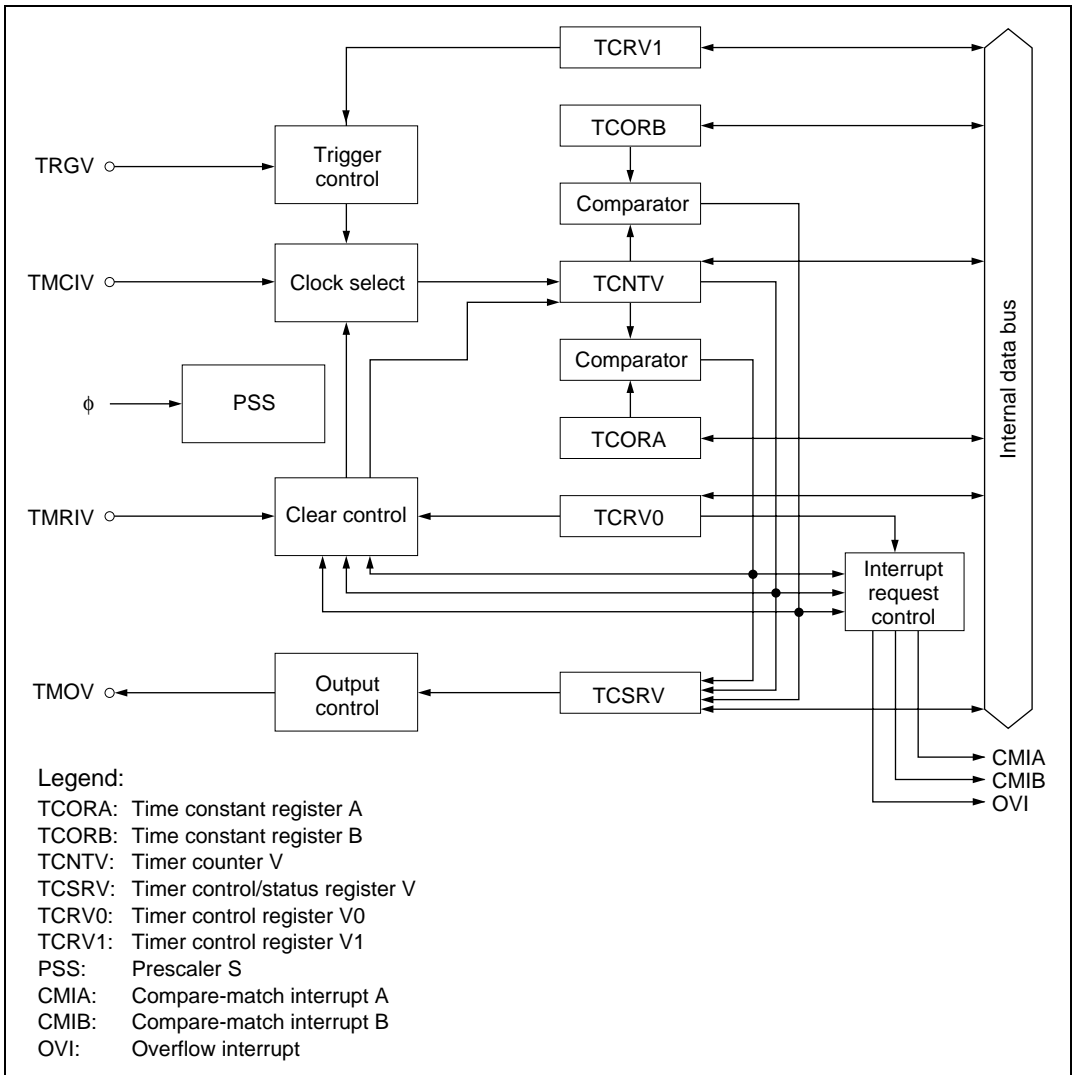 TCRV1
TCORB
TRGV
Trigger
control
Comparator
TMCIV
Clock select
TCNTV
Comparator
φ
PSS
TCORA
Internal data bus
TMRIV
Clear control
TCRV0
Interrupt
request
control
TMOV
Output
control
TCSRV
CMIA
CMIB
OVI
Legend:
TCORA: Time constant register A
TCORB: Time constant register B
TCNTV: Timer counter V
TCSRV: Timer control/status register V
TCRV0: Timer control register V0
TCRV1: Timer control register V1
PSS: Prescaler S
CMIA: Compare-match interrupt A
CMIB: Compare-match interrupt B
OVI: Overflow interrupt